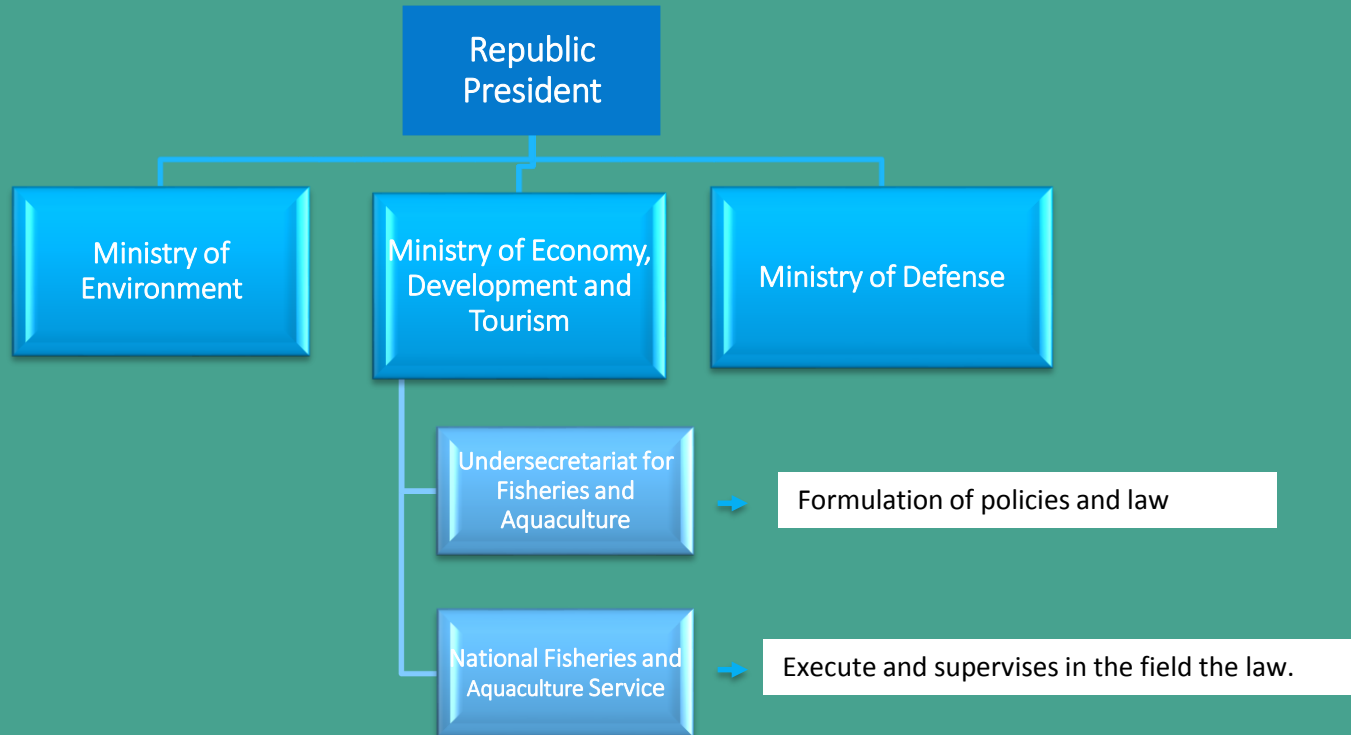 Republic
President
Ministry of
Environment
Ministry of Economy,
Development and
Tourism
Ministry of Defense
Undersecretariat for
Fisheries and
Aquaculture
Formulation of policies and law
National Fisheries and
Aquaculture Service
Execute and supervises in the field the law.